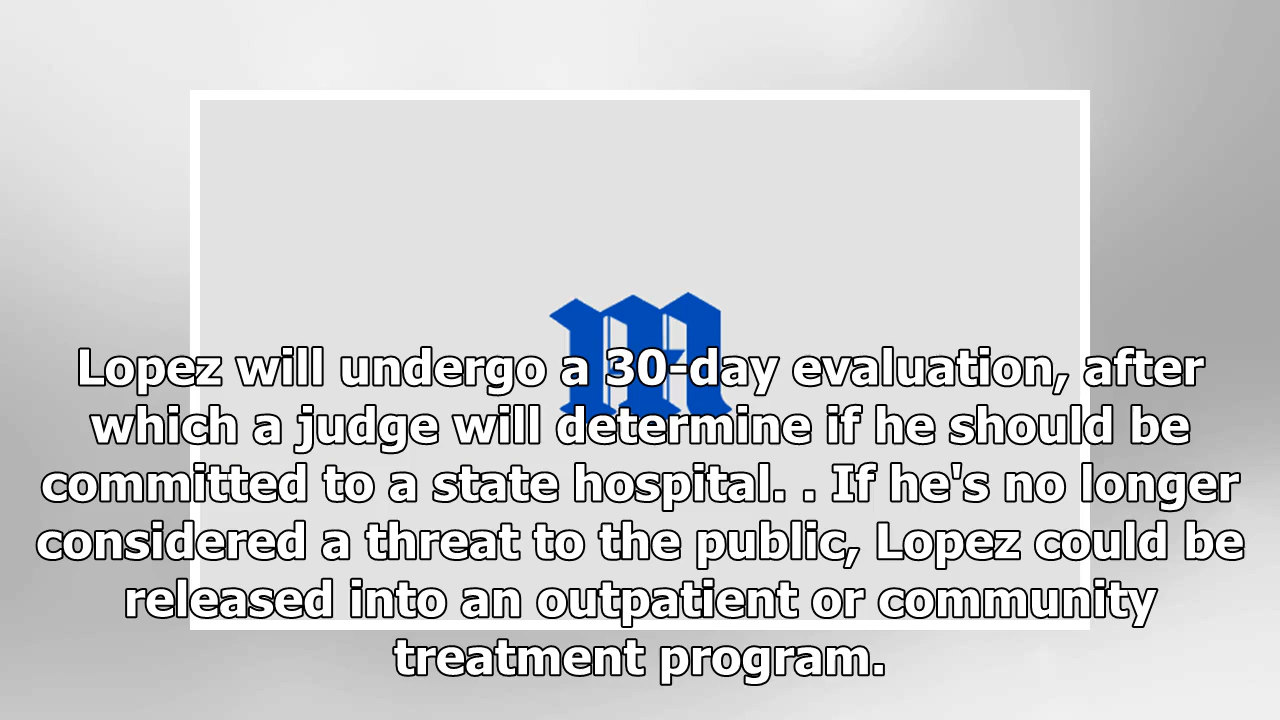 Lopez will undergo a 30-day evaluation, after
which a judge will determine if he should be
committed to a state hospital. . If he's no longer
considered a threat to the public, Lopez could be
released into an outpatient or community
treatment program.